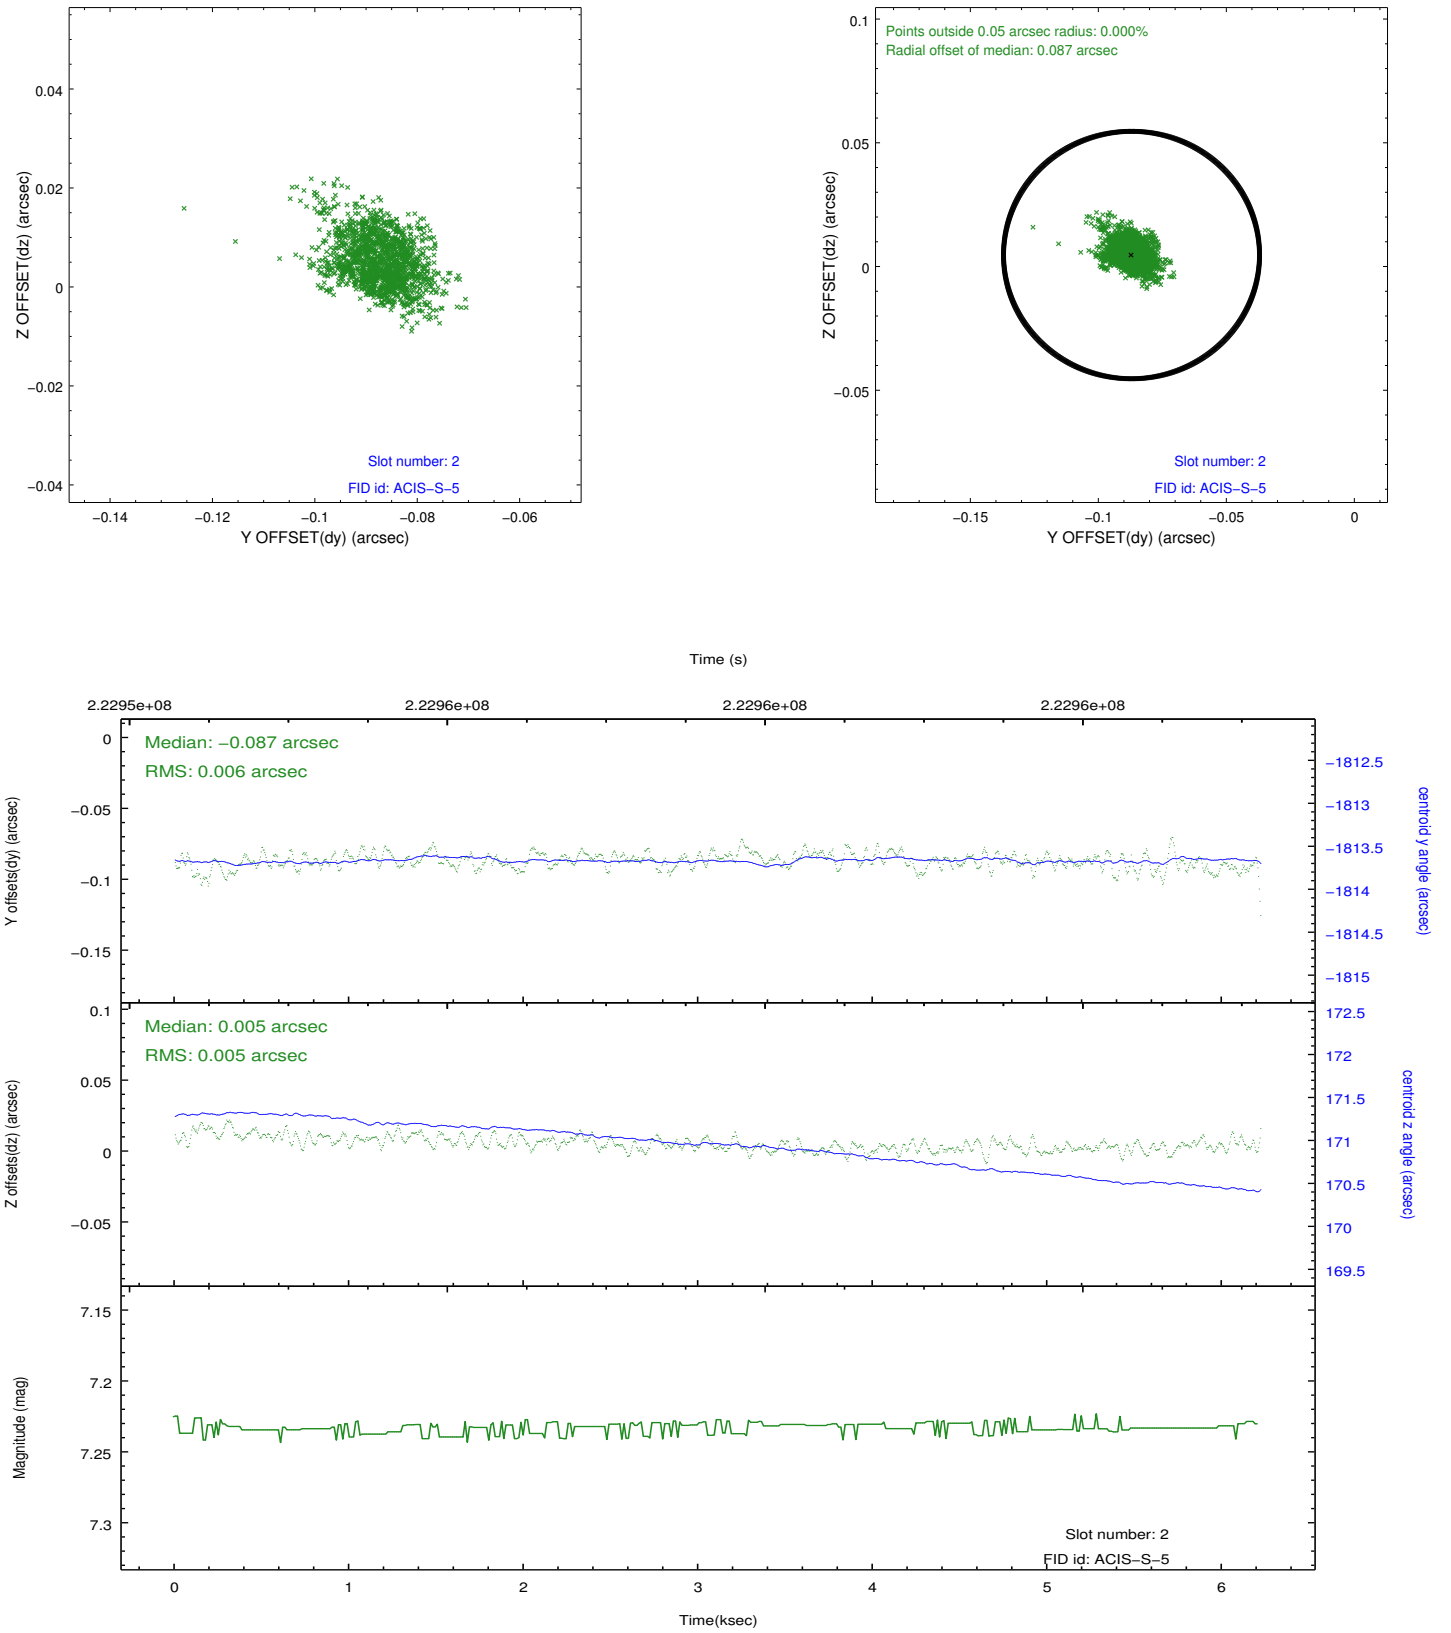 0.04
0.02
0
−0.02
−0.04
Z OFFSET(dz) (arcsec)
Slot number: 2
FID id: ACIS−S−5
−0.14
−0.12
−0.1
−0.08
−0.06
Y OFFSET(dy) (arcsec)
Points outside 0.05 arcsec radius: 0.000%
Radial offset of median: 0.087 arcsec
0.1
0.05
0
−0.05
Z OFFSET(dz) (arcsec)
Slot number: 2
FID id: ACIS−S−5
−0.15
−0.1
−0.05
0
Y OFFSET(dy) (arcsec)
Time (s)
2.2295e+08
2.2296e+08
2.2296e+08
2.2296e+08
Median: −0.087 arcsec
RMS: 0.006 arcsec
0
−0.05
−0.1
−0.15
Y offsets(dy) (arcsec)
−1812.5
−1813
−1813.5
−1814
−1814.5
−1815
centroid y angle (arcsec)
Median: 0.005 arcsec
RMS: 0.005 arcsec
0.1
0.05
0
−0.05
Z offsets(dz) (arcsec)
172.5
172
171.5
171
170.5
170
169.5
centroid z angle (arcsec)
7.15
7.2
7.25
7.3
Magnitude (mag)
Slot number: 2
FID id: ACIS−S−5
0
1
2
3
4
5
6
Time(ksec)